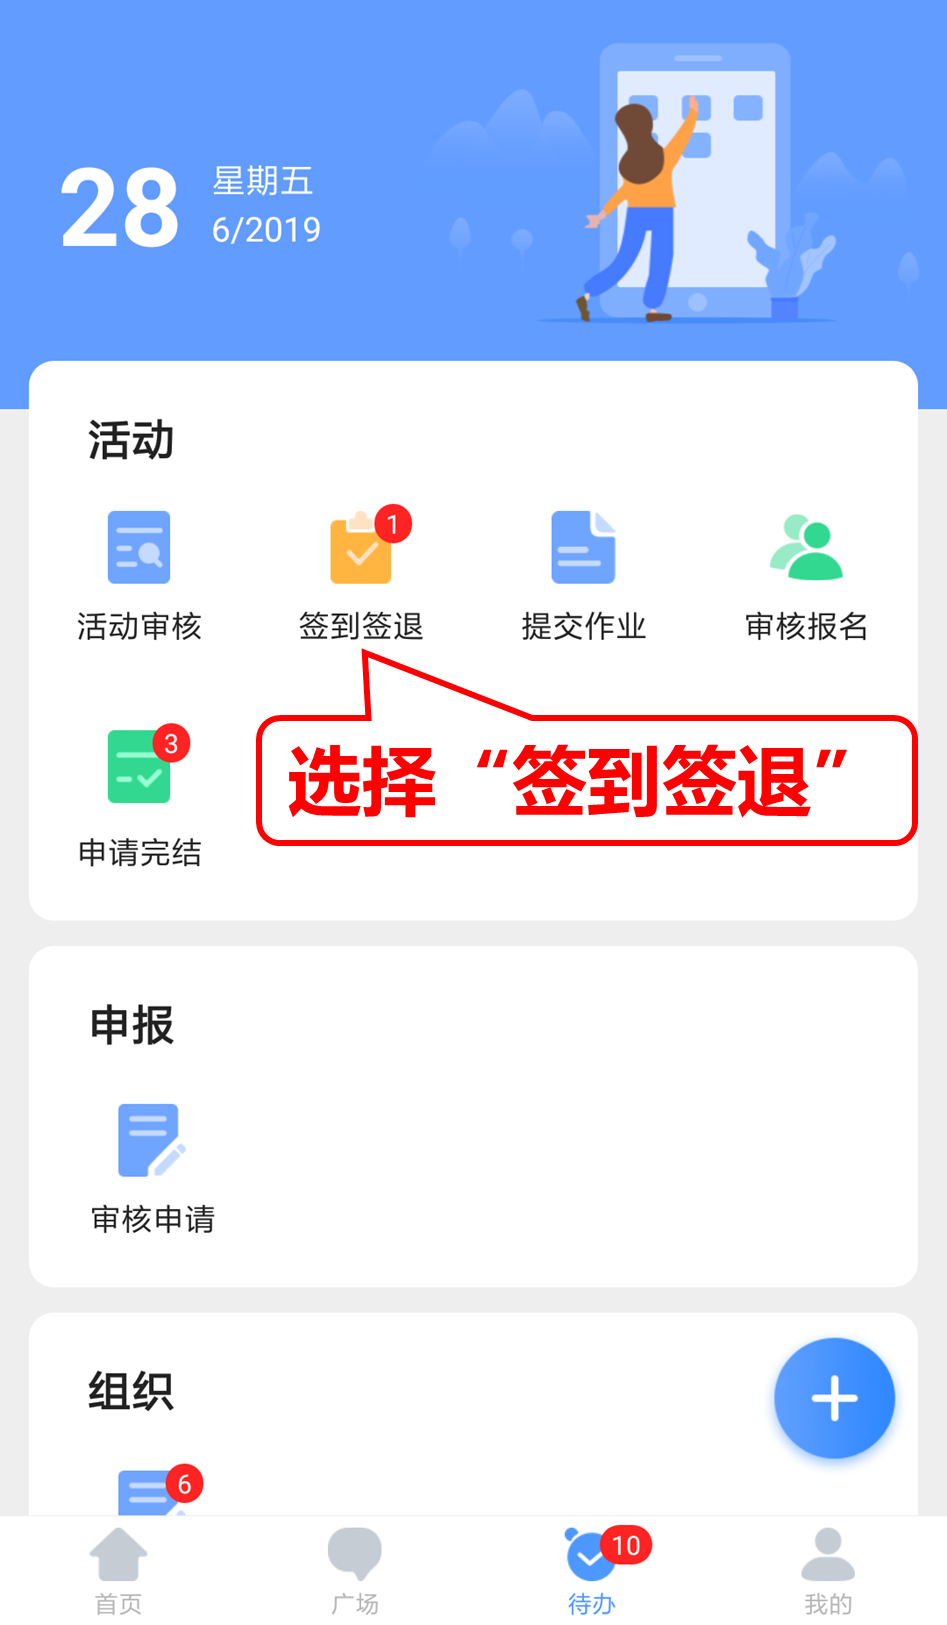 28
星期五
6/2019
活动
1
活动审核
签到签退
提交作业
审核报名
3
选择“签到签退”
申请完结
申报
审核申请
组织
6
10
首页
广场
待办
我的